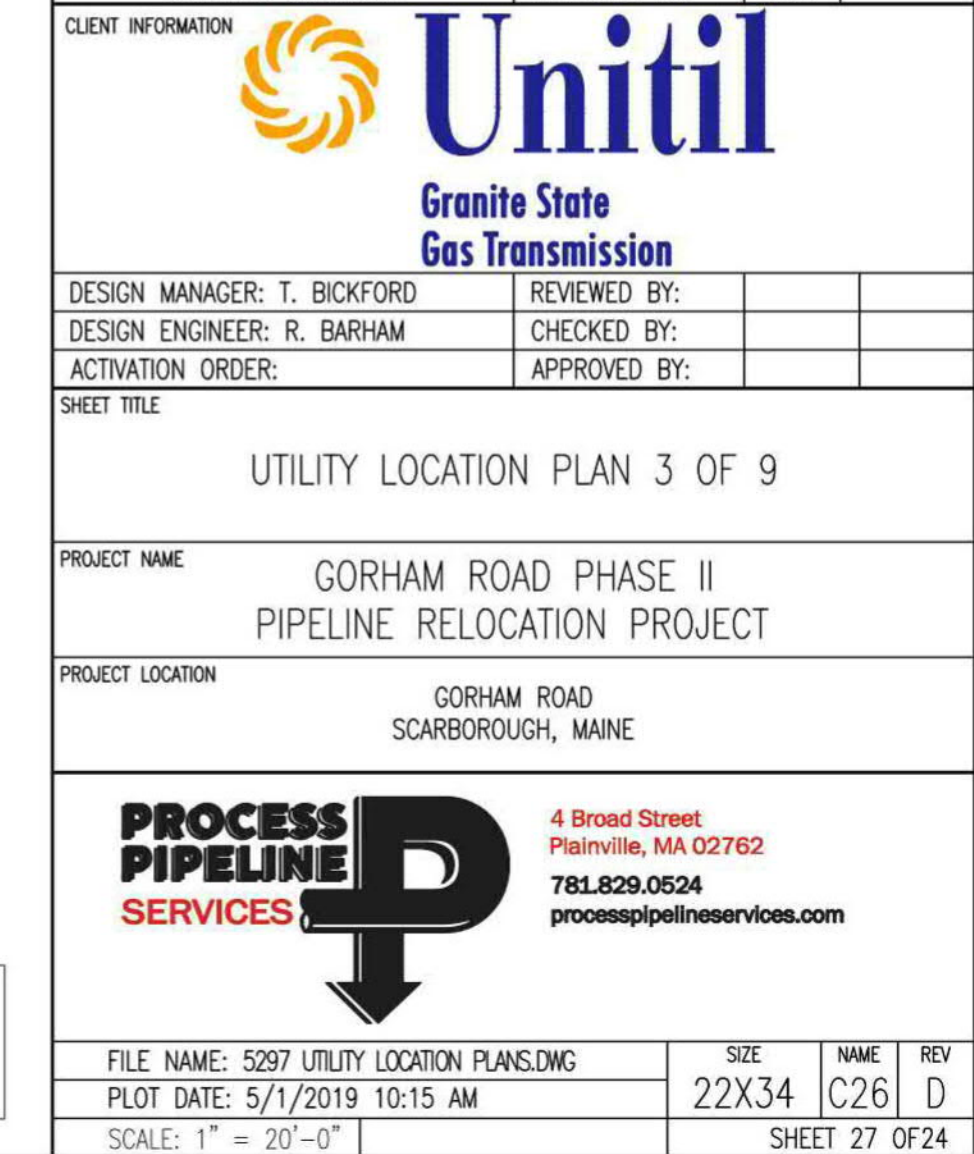 CLIENT INFORMATION
Unitil
Granite State
Gas Transmission
DESIGN MANAGER: T. BICKFORD
REVIEWED BY:
DESIGN ENGINEER: R. BARHAM
CHECKED BY:
ACTIVATION ORDER:
APPROVED BY:
SHEET TITLE
UTILITY LOCATION PLAN 3 OF 9
PROJECT NAME
GORHAM ROAD PHASE II
PIPELINE RELOCATION PROJECT
PROJECT LOCATION
GORHAM ROAD
SCARBOROUGH, MAINE
PROCESS
PIPELINE
SERVICES
4 Broad Street
Plainville, MA 02762
781.829.0524
processpipelineservices.com
FILE NAME: 5297 UTILITY LOCATION PLANS.DWG
PLOT DATE: 5/1/2019 10:15 AM
SCALE: 1" = 20'-0"
SIZE
22X34
NAME
C26
REV
D
SHEET 27 OF24